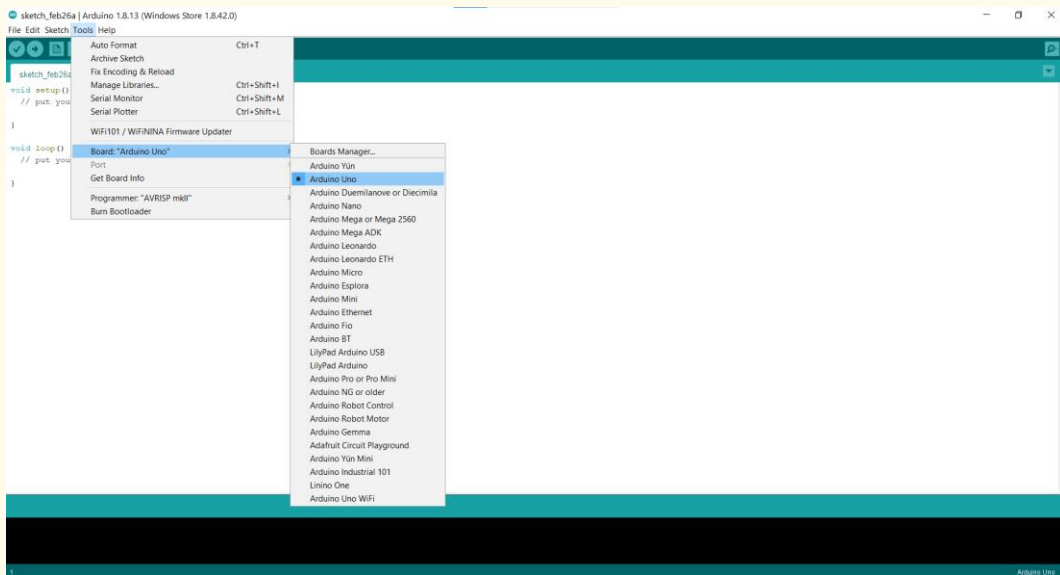 sketch_feb26a | Arduino 1.8.13 (Windows Store 1.8.42.0)
File Edit Sketch Tools Help
Auto Format Ctrl+T
Archive Sketch
Fix Encoding & Reload
Manage Libraries... Ctrl+Shift+I
Serial Monitor Ctrl+Shift+M
Serial Plotter Ctrl+Shift+L
WiFi101 / WiFiNINA Firmware Updater
Board: "Arduino Uno"
Port
Get Board Info
Programmer: "AVRISP mkII"
Burn Bootloader
sketch_feb26a
void setup()
// put you
}
void loop()
// put you
}
Boards Manager...
Arduino Yún
Arduino Uno
Arduino Duemilanove or Diecimila
Arduino Nano
Arduino Mega or Mega 2560
Arduino Mega ADK
Arduino Leonardo
Arduino Leonardo ETH
Arduino Micro
Arduino Esplora
Arduino Mini
Arduino Ethernet
Arduino Fio
Arduino BT
LilyPad Arduino USB
LilyPad Arduino
Arduino Pro or Pro Mini
Arduino NG or older
Arduino Robot Control
Arduino Robot Motor
Arduino Gemma
Adafruit Circuit Playground
Arduino Yún Mini
Arduino Industrial 101
Linino One
Arduino Uno WiFi
1
Arduino Uno